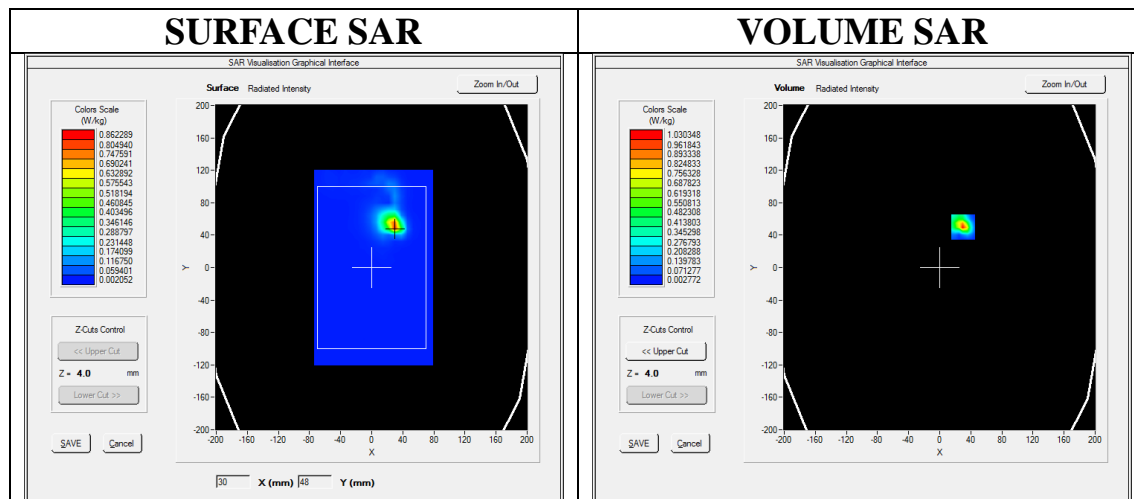 SURFACE SAR
SAR Visualisation Graphical Interface
Surface Radiated Intensity
Zoom In/Out
Colors Scale
(W/kg)
0.862289
0.804940
0.747591
0.690241
0.632892
0.575543
0.518194
0.460845
0.403496
0.346146
0.288797
0.231448
0.174099
0.116750
0.059401
0.002052
200
160
120
80
40
0
-40
-80
-120
-160
-200
Y
-200 -160 -120 -80 -40 0 40 80 120 160 200
X
Z-Cuts Control
<< Upper Cut
Z = 4.0 mm
Lower Cut >>
SAVE Cancel
30 X (mm) 48 Y (mm)
VOLUME SAR
SAR Visualisation Graphical Interface
Volume Radiated Intensity
Zoom In/Out
Colors Scale
(W/kg)
1.030348
0.961843
0.893338
0.824833
0.756328
0.687823
0.619318
0.550813
0.482308
0.413803
0.345298
0.276793
0.208288
0.139783
0.071277
0.002772
200
160
120
80
40
0
-40
-80
-120
-160
-200
Y
-200 -160 -120 -80 -40 0 40 80 120 160 200
X
Z-Cuts Control
<< Upper Cut
Z = 4.0 mm
Lower Cut >>
SAVE Cancel